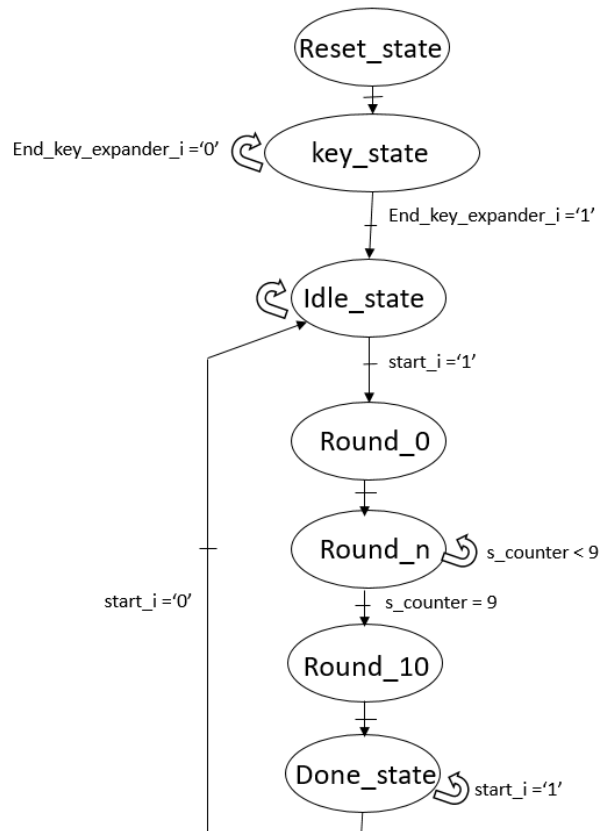 Reset_state
End_key_expander_i =‘0’
key_state
End_key_expander_i =‘1’
Idle_state
start_i =‘1’
Round_0
Round_n
s_counter < 9
start_i =‘0’
s_counter = 9
Round_10
Done_state
start_i =‘1’